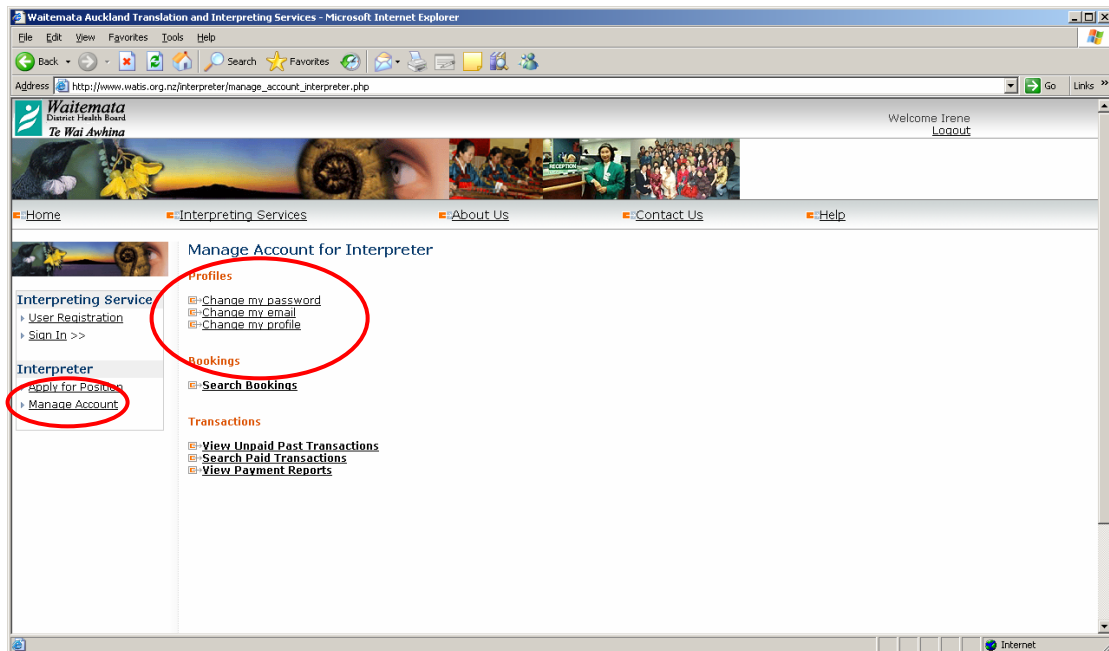 Waitemata Auckland Translation and Interpreting Services - Microsoft Internet Explorer
File Edit View Favorites Tools Help
Back Search Favorites
Address http://www.watis.org.nz/interpreter/manage_account_interpreter.php Go Links »
Waitemata
District Health Board
Te Wai Awhina
Welcome Irene
Logout
RECEPTION
Home Interpreting Services About Us Contact Us Help
Manage Account for Interpreter
Profiles
Change my password
Change my email
Change my profile
Bookings
Search Bookings
Transactions
View Unpaid Past Transactions
Search Paid Transactions
View Payment Reports
Interpreting Service
User Registration
Sign In >>
Interpreter
Apply for Position
Manage Account
Internet